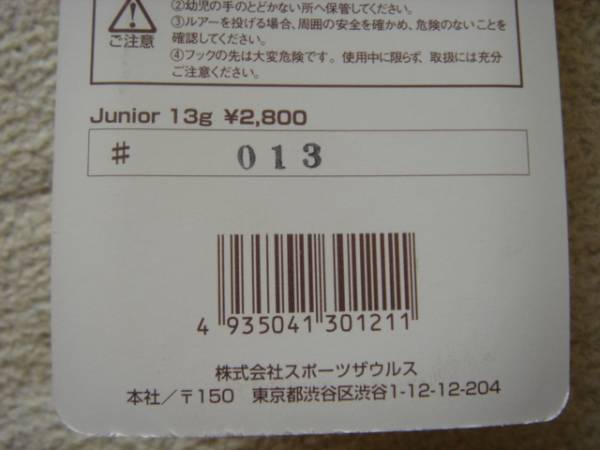 ②幼児の手のとどかない所へ保管してください。
③ルアーを投げる場合、周囲の安全を確かめ、危険のないことを
確認してください。
④フックの先は大変危険です。使用中に限らず、取扱には充分
ご注意ください。
ご注意
Junior 13g ¥2,800
# 013
4 935041 301211
株式会社スポーツザウルス
本社／〒150 東京都渋谷区渋谷1-12-12-204